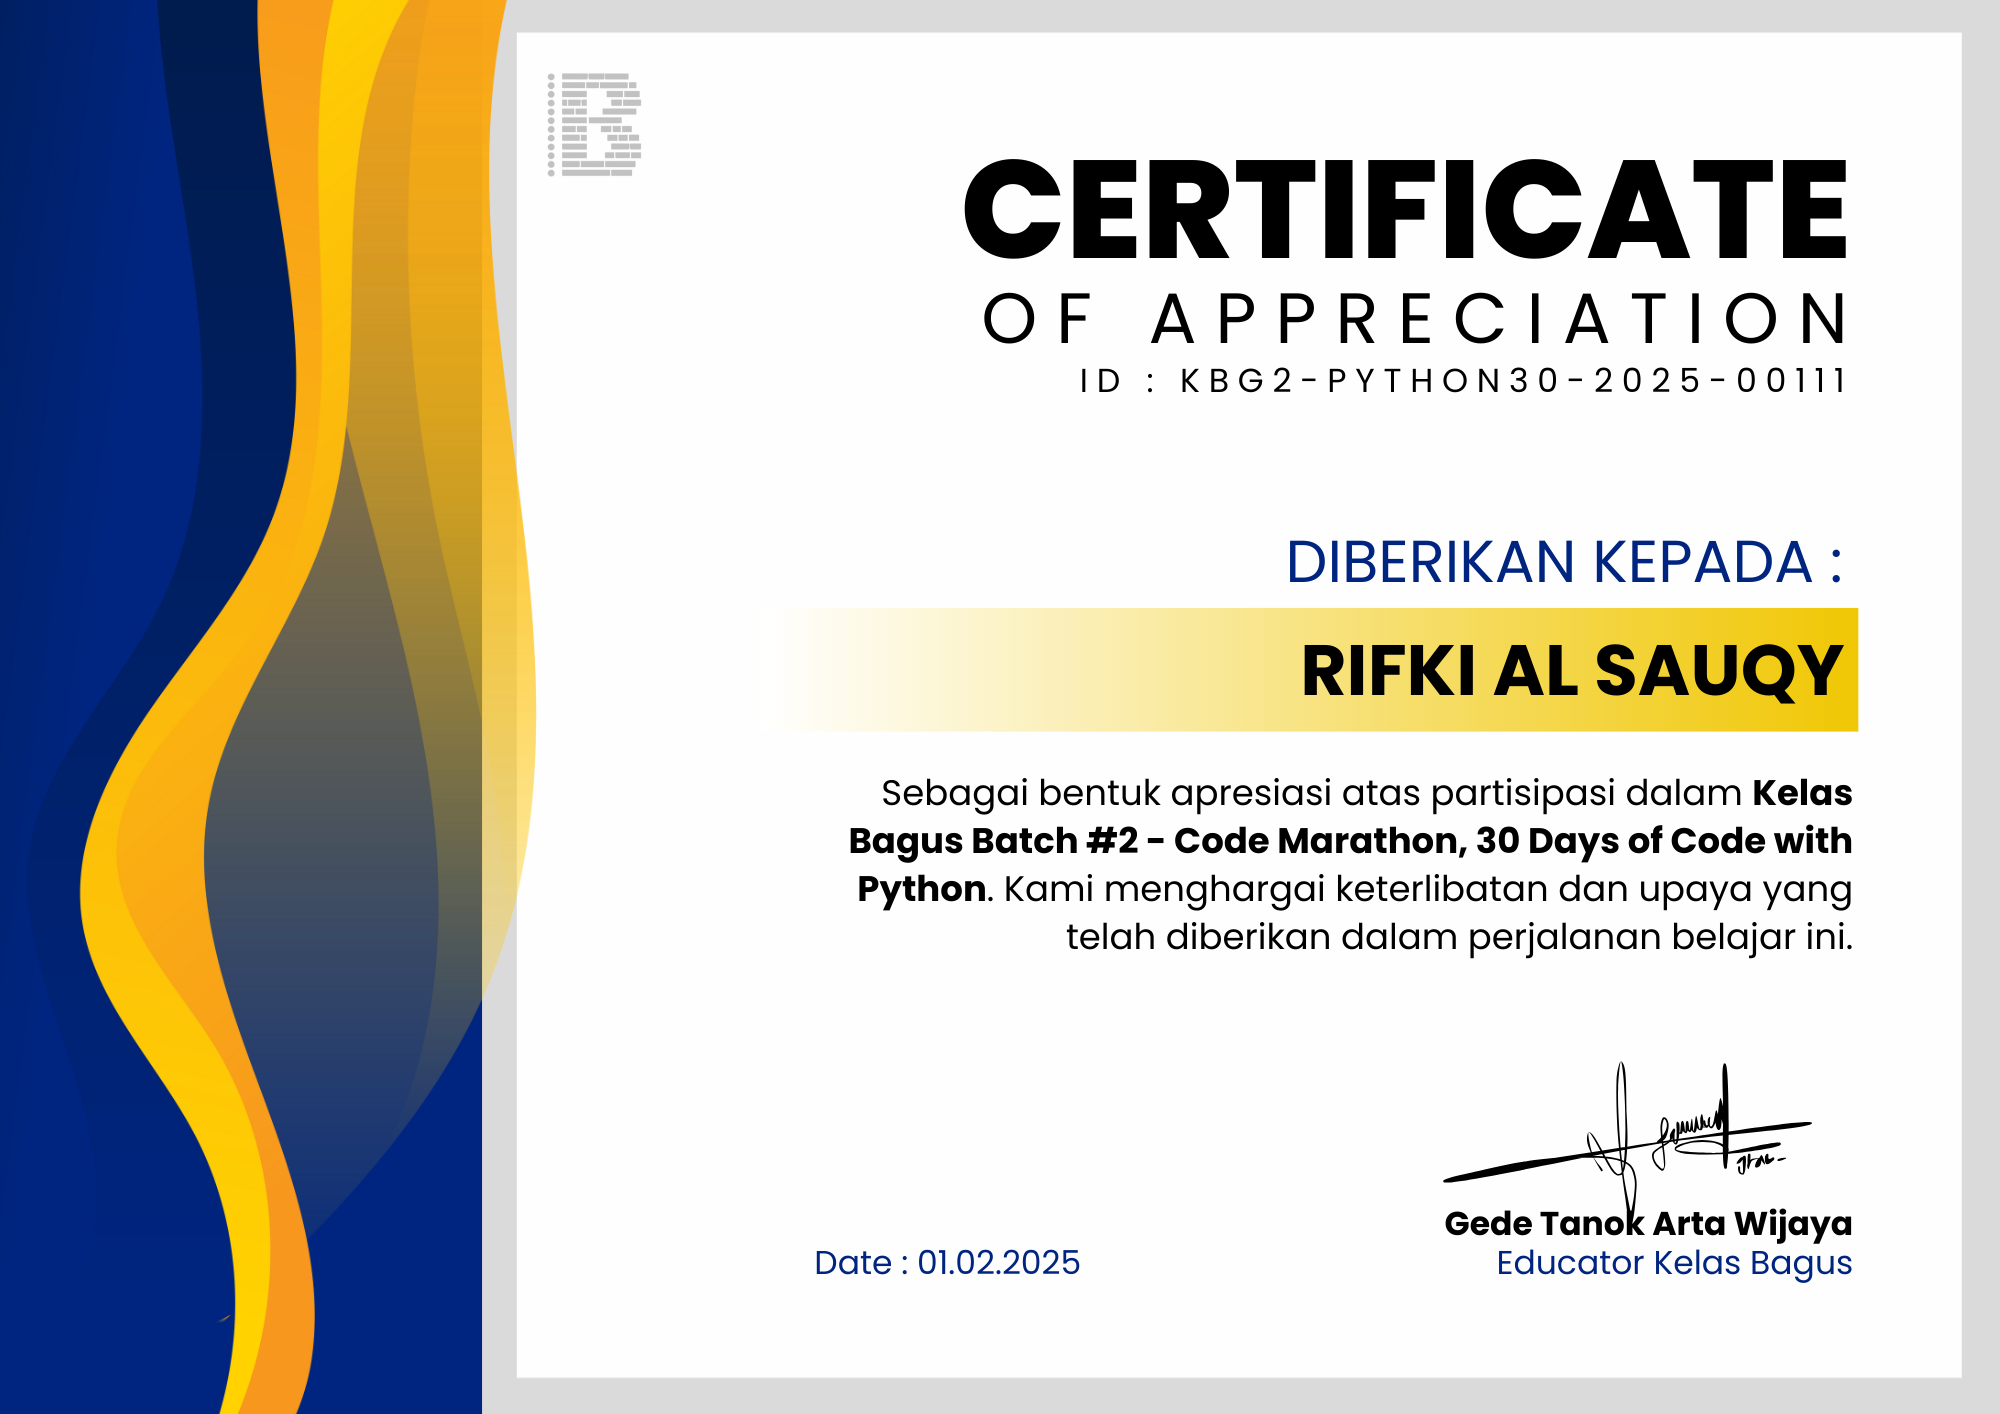 CERTIFICATE
OF APPRECIATION
ID : KBG2-PYTHON30-2025-00111
DIBERIKAN KEPADA :
RIFKI AL SAUQY
Sebagai bentuk apresiasi atas partisipasi dalam Kelas
Bagus Batch #2 - Code Marathon, 30 Days of Code with
Python. Kami menghargai keterlibatan dan upaya yang
telah diberikan dalam perjalanan belajar ini.
Gede Tanok Arta Wijaya
Date : 01.02.2025
Educator Kelas Bagus